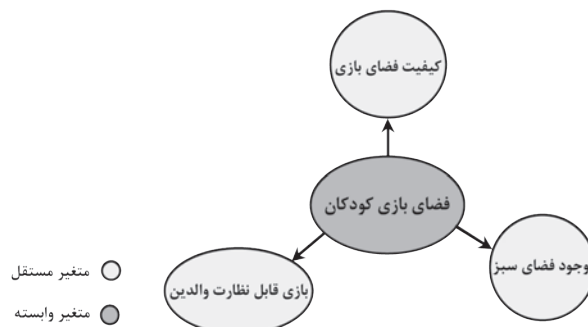 کیفیت فضای بازی
فضای بازی کودکان
وجود فضای سبز
بازی قابل نظارت والدین
متغیر مستقل
متغیر وابسته